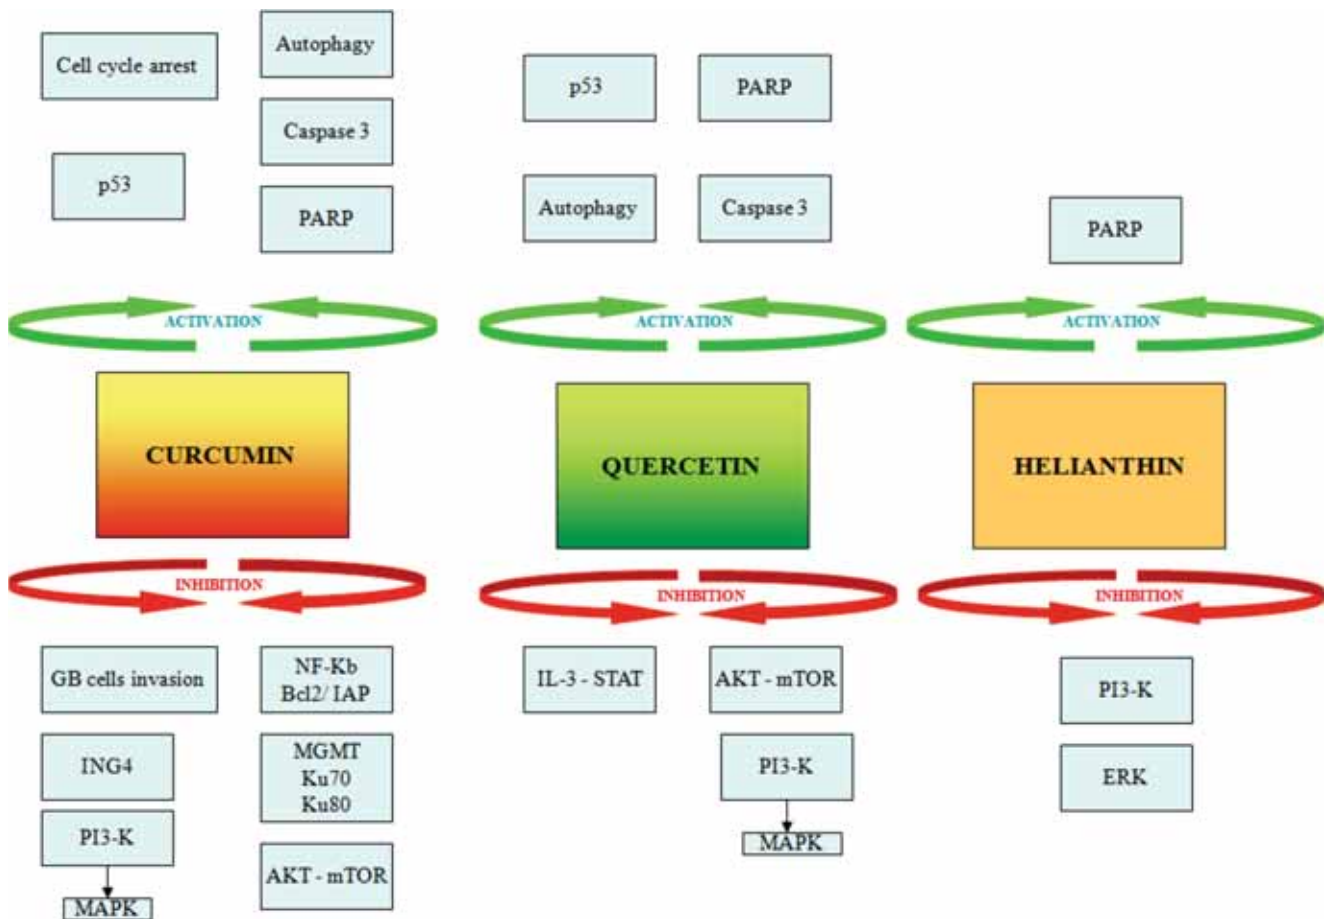 Cell cycle arrest
Autophagy
Caspase 3
p53
PARP
ACTIVATION
CURCUMIN
INHIBITION
GB cells invasion
NF-Kb
Bcl2/ IAP
ING4
MGMT
Ku70
Ku80
PI3-K
MAPK
AKT - mTOR
p53
PARP
Autophagy
Caspase 3
ACTIVATION
QUERCETIN
INHIBITION
IL-3 - STAT
AKT - mTOR
PI3-K
MAPK
PARP
ACTIVATION
HELIANTHIN
INHIBITION
PI3-K
ERK